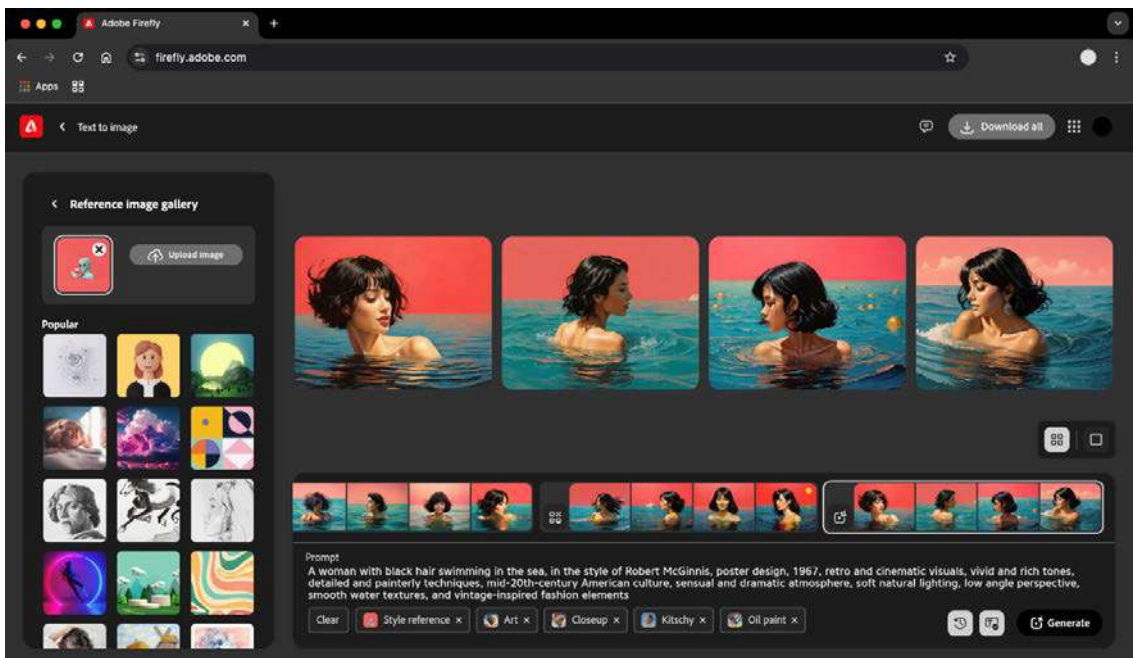 Adobe Firefly
firefly.adobe.com
Apps
Text to image
Download all
Reference image gallery
Upload image
Popular
Prompt
A woman with black hair swimming in the sea, in the style of Robert McGinnis, poster design, 1967, retro and cinematic visuals, vivid and rich tones,
detailed and painterly techniques, mid-20th-century American culture, sensual and dramatic atmosphere, soft natural lighting, low angle perspective,
smooth water textures, and vintage-inspired fashion elements
Clear Style reference × Art × Closeup × Kitschy × Oil paint × Generate